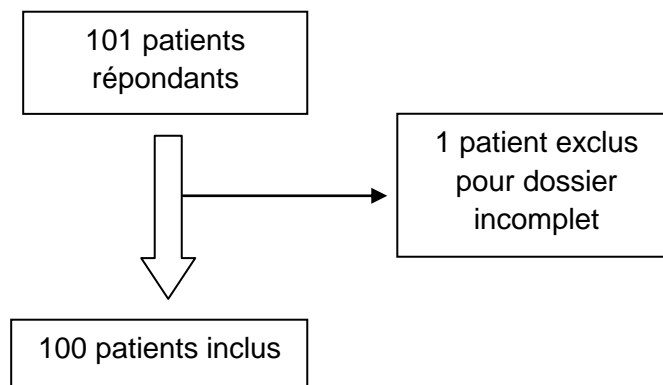 101 patients
répondants
1 patient exclus
pour dossier
incomplet
100 patients inclus